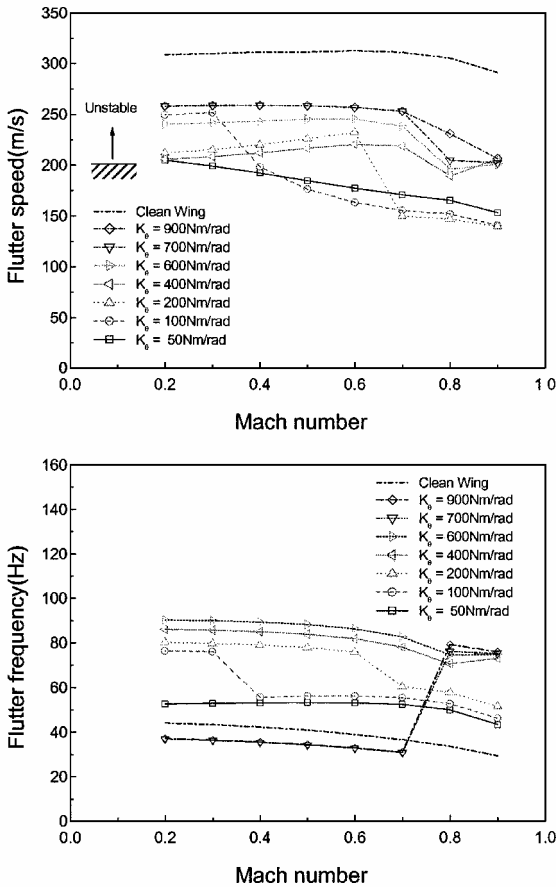 350
300
250
200
150
100
50
0
Flutter speed(m/s)
Unstable
Clean Wing
Kθ = 900Nm/rad
Kθ = 700Nm/rad
Kθ = 600Nm/rad
Kθ = 400Nm/rad
Kθ = 200Nm/rad
Kθ = 100Nm/rad
Kθ = 50Nm/rad
0.0 0.2 0.4 0.6 0.8 1.0
Mach number
160
140
120
100
80
60
40
20
0
Flutter frequency(Hz)
Clean Wing
Kθ = 900Nm/rad
Kθ = 700Nm/rad
Kθ = 600Nm/rad
Kθ = 400Nm/rad
Kθ = 200Nm/rad
Kθ = 100Nm/rad
Kθ = 50Nm/rad
0.0 0.2 0.4 0.6 0.8 1.0
Mach number